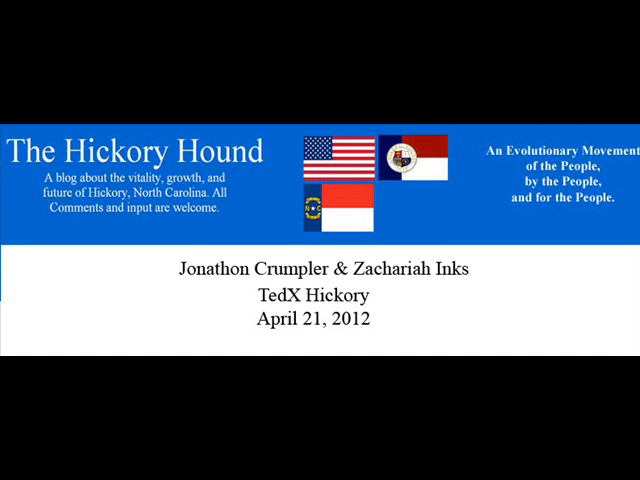 The Hickory Hound
A blog about the vitality, growth, and
future of Hickory, North Carolina. All
Comments and input are welcome.
N C
An Evolutionary Movement
of the People,
by the People,
and for the People.
Jonathon Crumpler & Zachariah Inks
TedX Hickory
April 21, 2012